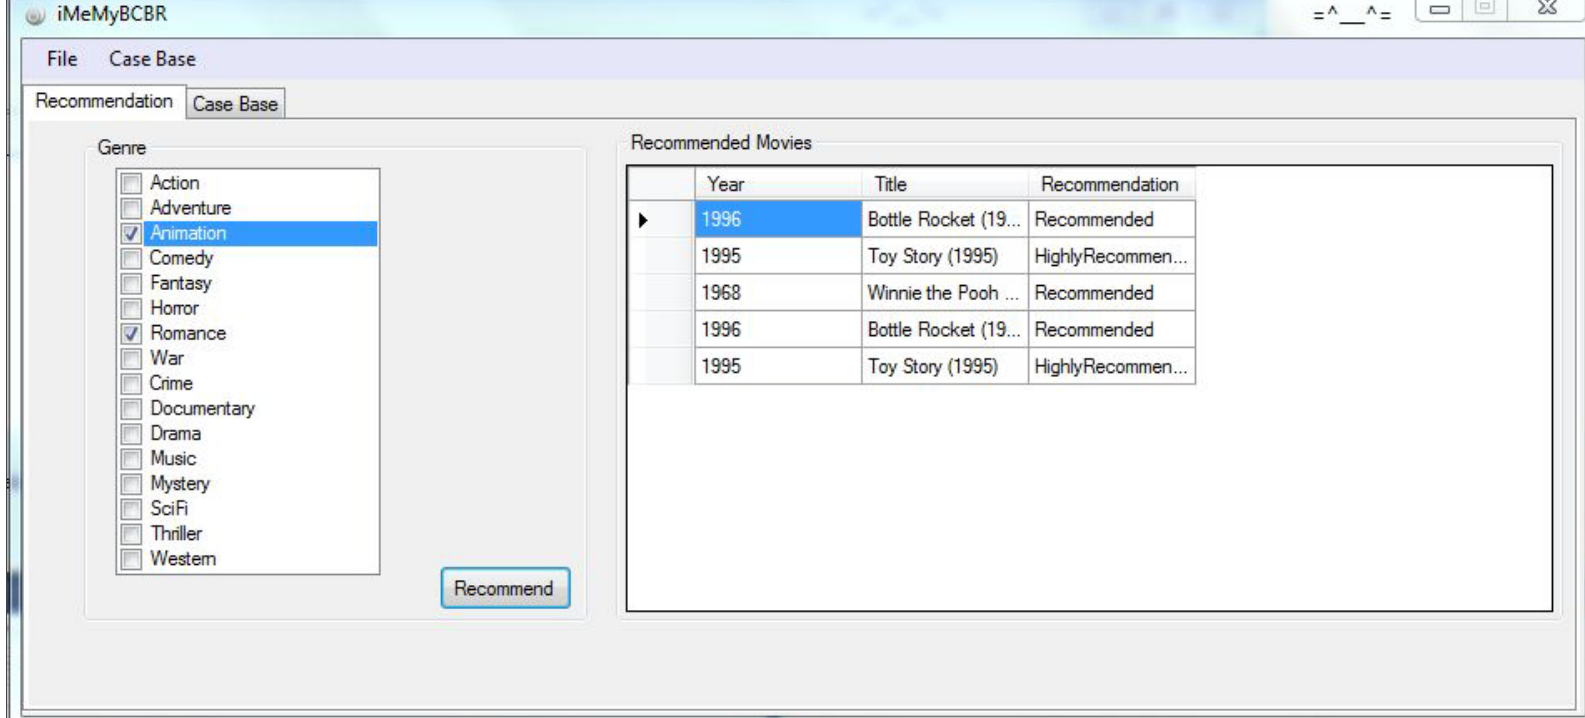 iMeMyBCBR
=^__^=
File Case Base
Recommendation Case Base
Genre
Action
Adventure
Animation
Comedy
Fantasy
Horror
Romance
War
Crime
Documentary
Drama
Music
Mystery
SciFi
Thriller
Western
Recommend
Recommended Movies
Year Title Recommendation
1996 Bottle Rocket (19... Recommended
1995 Toy Story (1995) HighlyRecommen...
1968 Winnie the Pooh ... Recommended
1996 Bottle Rocket (19... Recommended
1995 Toy Story (1995) HighlyRecommen...